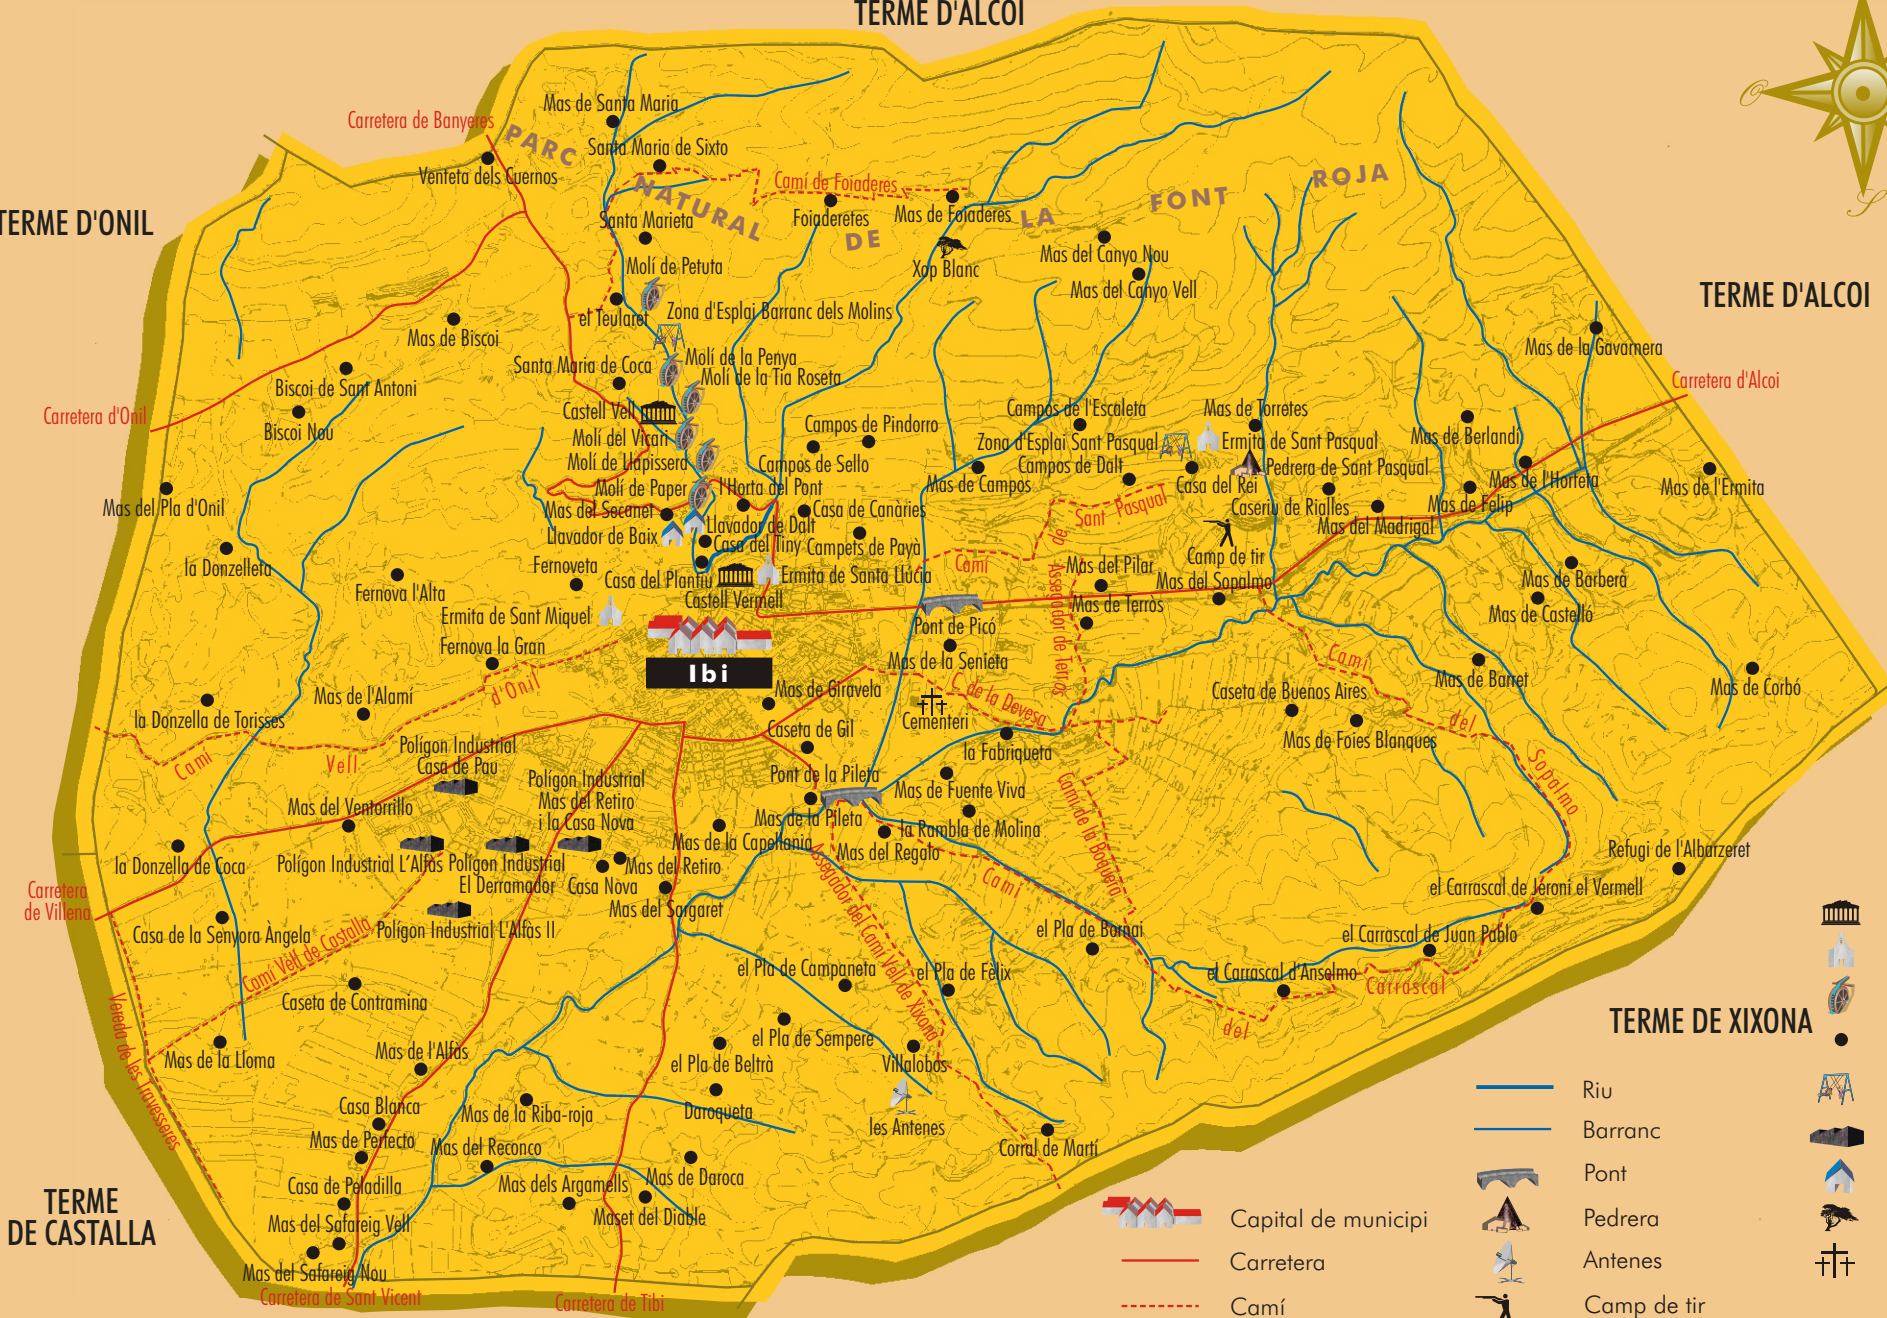 TERME D'ALCOI
Mas de Santa Maria
Carretera de Banyeres
PARC
Santa Maria de Sixto
Venteta dels Cuernos
NATURAL
Camí de Foiaderes
ROJA
FONT
LA
DE
TERME D'ONIL
Santa Marieta
Foiaderetes
Mas de Foiaderes
Xop Blanc
Mas del Canyo Nou
Mas del Canyo Vell
TERME D'ALCOI
Molí de Petuta
el Teularet
Zona d'Esplai Barranc dels Molins
Mas de Biscoi
Mas de la Gavarnera
Santa Maria de Coca
Molí de la Penya
Molí de la Tia Roseta
Biscoi de Sant Antoni
Carretera d'Alcoi
Carretera d'Onil
Castell Vell
Biscoi Nou
Campos de l'Escaleta
Mas de Torretes
Campos de Pindorro
Molí del Vicari
Zona d'Esplai Sant Pasqual
Ermita de Sant Pasqual
Mas de Berlandí
Molí de Llapissera
Campos de Sello
Campos de Dalt
Pedrera de Sant Pasqual
Mas de Campos
Casa del Rei
Mas de l'Horteta
Mas de l'Ermita
Molí de Paper
l'Horta del Pont
Mas del Pla d'Onil
Mas del Secanet
Casa de Canàries
Sant Pasqual
Caseriu de Rialles
Mas de Felip
Llavador de Dalt
Mas del Madrigal
Llavador de Baix
Casa del Tiny
Campets de Payà
de
Camp de tir
la Donzelleta
Fernoveta
Camí
Mas del Pilar
Casa del Plantiu
Ermita de Santa Llúcia
Mas del Sopalmo
Mas de Barberà
Fernova l'Alta
Castell Vermell
Mas de Terròs
Mas de Castelló
Ermita de Sant Miquel
Pont de Picó
Assegador de Terròs
Fernova la Gran
Ibi
Mas de la Senieta
Camí
d'Onil
Mas de Giravela
C. de la Devesa
Caseta de Buenos Aires
Mas de Barret
Mas de Corbó
Mas de l'Alamí
la Donzella de Torisses
Cementeri
del
Caseta de Gil
la Fabriqueta
Mas de Foies Blanques
Polígon Industrial
Casa de Pau
Camí
Vell
Sopalmo
Polígon Industrial
Mas del Retiro
i la Casa Nova
Pont de la Pileta
Mas de Fuente Viva
Mas del Ventorrillo
Mas de la Pileta
la Rambla de Molina
Camí de la Boquera
Mas de la Capellania
Mas del Regalo
Refugi de l'Albarzeret
la Donzella de Coca
Polígon Industrial L'Alfàs
Polígon Industrial
El Derramador
Mas del Retiro
Casa Nova
Camí
el Carrascal de Jeroni el Vermell
Carretera
de Villena
Mas del Sargaret
Assegador del Camí Vell de Xixona
Casa de la Senyora Àngela
Camí Vell de Castalla
Polígon Industrial L'Alfàs II
el Pla de Barnai
el Carrascal de Juan Pablo
el Pla de Campaneta
el Pla de Fèlix
el Carrascal d'Anselmo
Carrascal
Caseta de Contramina
del
Vereda de les Travesseres
TERME DE XIXONA
el Pla de Sempere
Mas de la Lloma
Mas de l'Alfàs
el Pla de Beltrà
Villalobos
Casa Blanca
Mas de la Riba-roja
Daroqueta
les Antenes
Mas de Perfecto
Mas del Reconco
Corral de Martí
Casa de Peladilla
Mas dels Argamells
Mas de Daroca
Mas del Safareig Vell
Maset del Diable
Mas del Safareig Nou
TERME
DE CASTALLA
Carretera de Sant Vicent
Carretera de Tibi
Riu
Barranc
Pont
Capital de municipi
Pedrera
Carretera
Antenes
Camí
Camp de tir
O
S